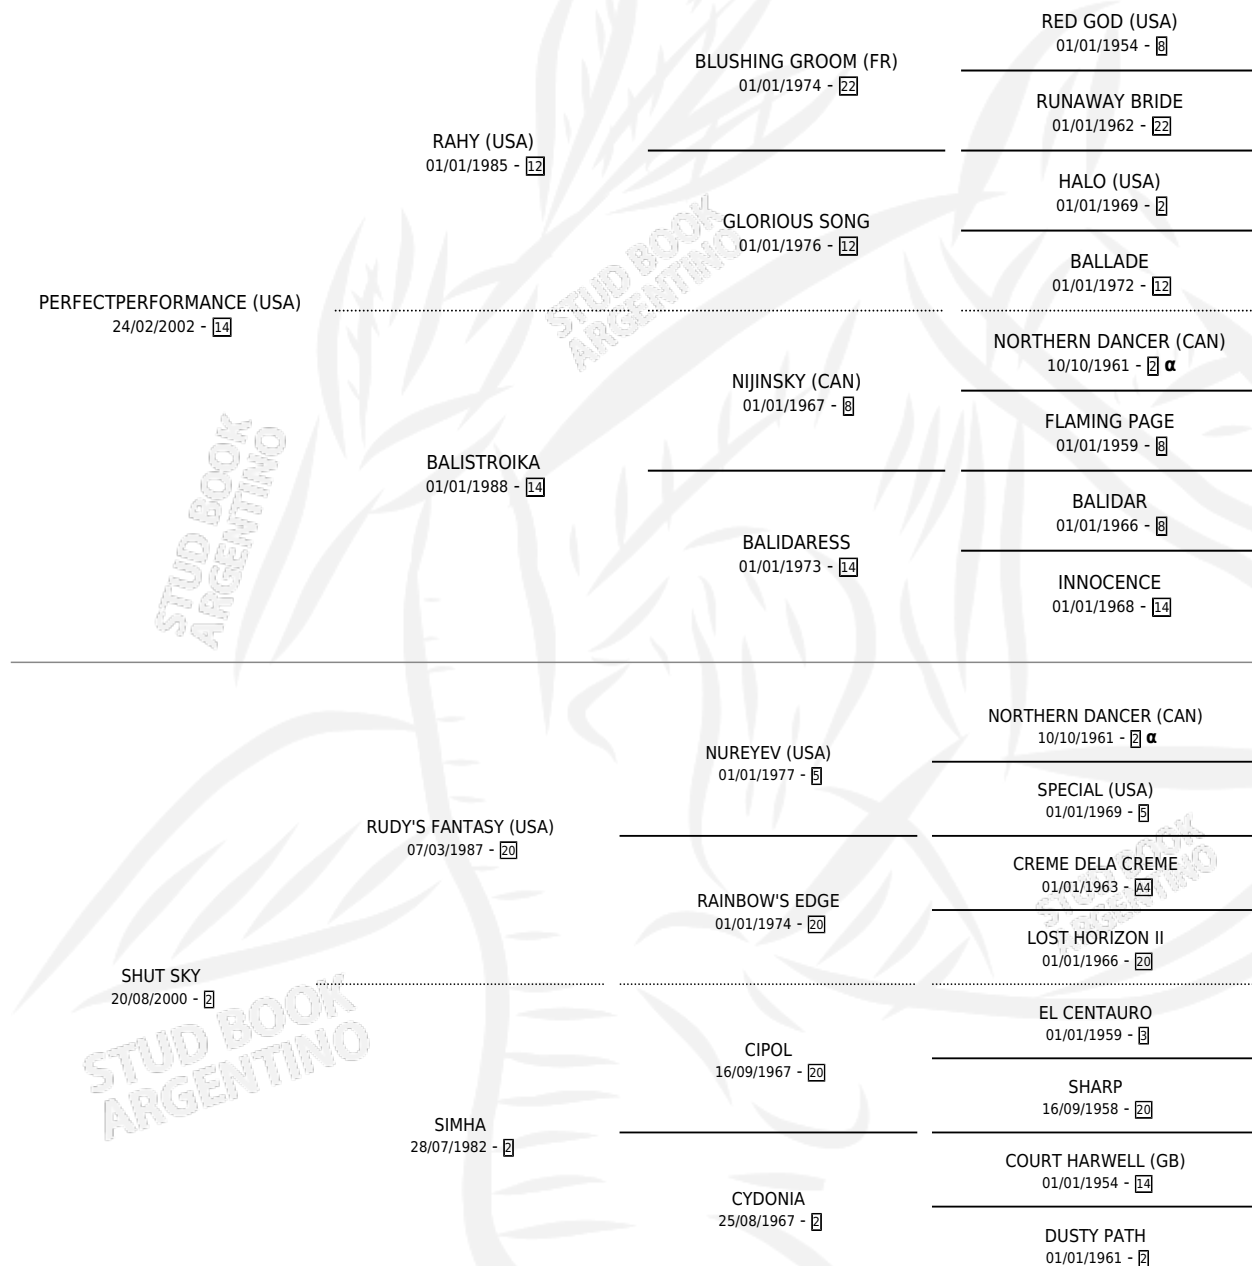 RED GOD (USA)
01/01/1954 - 8
BLUSHING GROOM (FR)
01/01/1974 - 22
RUNAWAY BRIDE
01/01/1962 - 22
RAHY (USA)
01/01/1985 - 12
HALO (USA)
01/01/1969 - 2
GLORIOUS SONG
01/01/1976 - 12
BALLADE
01/01/1972 - 12
PERFECTPERFORMANCE (USA)
24/02/2002 - 14
STUD BOOK
ARGENTINO
NORTHERN DANCER (CAN)
10/10/1961 - 2 α
NIJINSKY (CAN)
01/01/1967 - 8
FLAMING PAGE
01/01/1959 - 8
BALISTROIKA
01/01/1988 - 14
BALIDAR
01/01/1966 - 8
BALIDARESS
01/01/1973 - 14
INNOCENCE
01/01/1968 - 14
STUD BOOK
ARGENTINO
NORTHERN DANCER (CAN)
10/10/1961 - 2 α
NUREYEV (USA)
01/01/1977 - 5
SPECIAL (USA)
01/01/1969 - 5
RUDY'S FANTASY (USA)
07/03/1987 - 20
CREME DELA CREME
01/01/1963 - A4
RAINBOW'S EDGE
01/01/1974 - 20
LOST HORIZON II
01/01/1966 - 20
STUD BOOK
ARGENTINO
SHUT SKY
20/08/2000 - 2
EL CENTAURO
01/01/1959 - 3
CIPOL
16/09/1967 - 20
SHARP
16/09/1958 - 20
STUD BOOK
ARGENTINO
SIMHA
28/07/1982 - 2
COURT HARWELL (GB)
01/01/1954 - 14
CYDONIA
25/08/1967 - 2
DUSTY PATH
01/01/1961 - 2